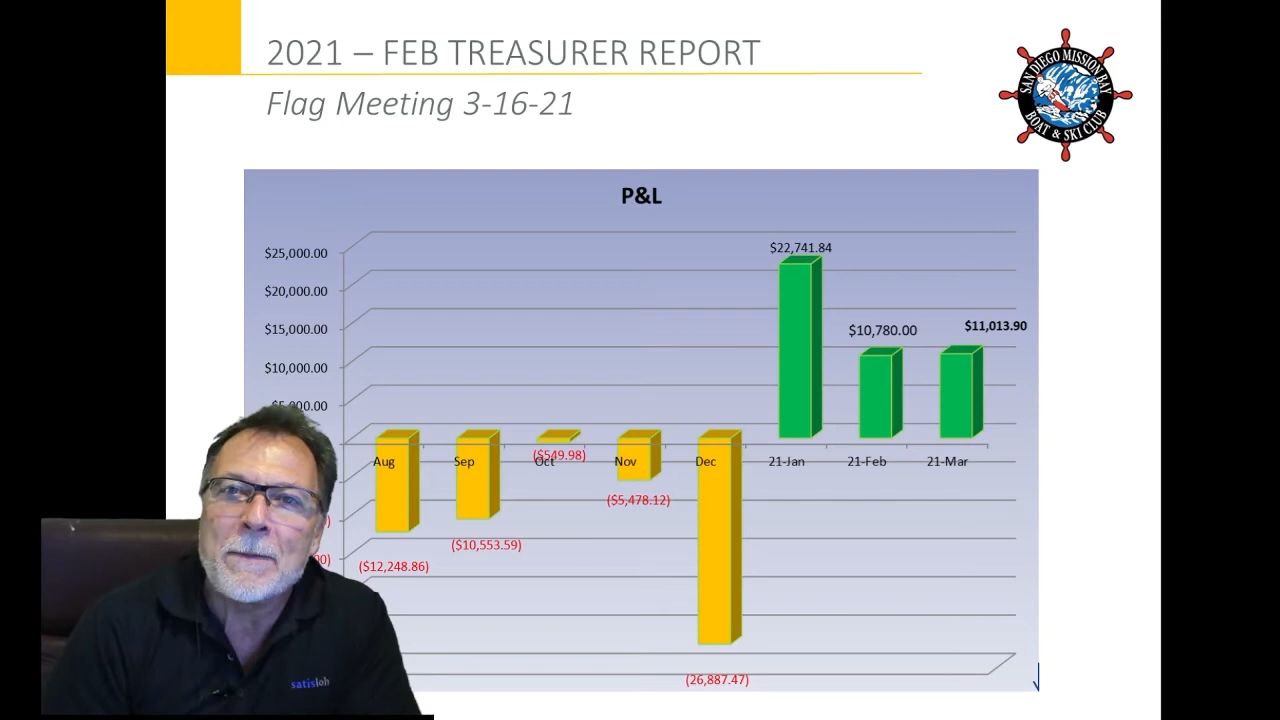 2021 – FEB TREASURER REPORT
Flag Meeting 3-16-21
SAN DIEGO MISSION BAY
BOAT & SKI CLUB
P&L
$25,000.00
$20,000.00
$15,000.00
$10,000.00
$22,741.84
$10,780.00
$11,013.90
Aug
Sep
Oct
Nov
Dec
21-Jan
21-Feb
21-Mar
($549.98)
($5,478.12)
($10,553.59)
($12,248.86)
(26,887.47)
satisloh